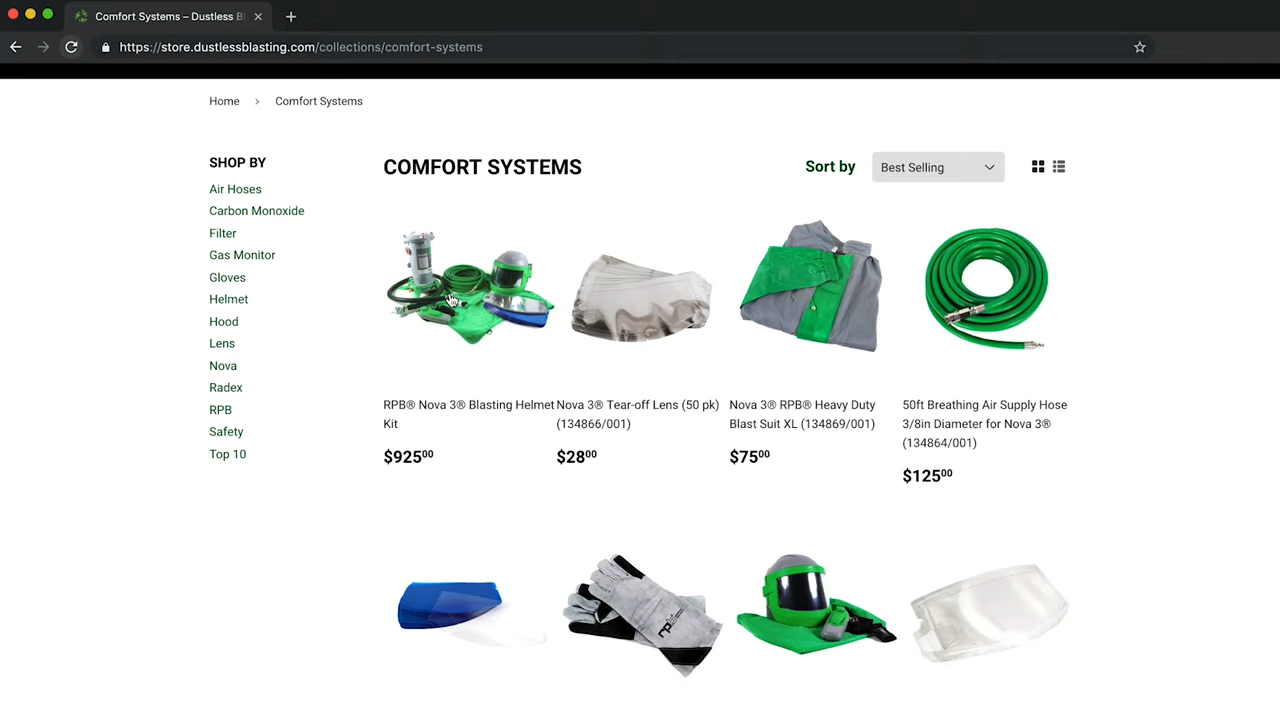 Comfort Systems – Dustless Bl
https://store.dustlessblasting.com/collections/comfort-systems
Home > Comfort Systems
SHOP BY
Air Hoses
Carbon Monoxide
Filter
Gas Monitor
Gloves
Helmet
Hood
Lens
Nova
Radex
RPB
Safety
Top 10
COMFORT SYSTEMS
Sort by
Best Selling
RPB® Nova 3® Blasting Helmet
Kit
$925⁰⁰
Nova 3® Tear-off Lens (50 pk)
(134866/001)
$28⁰⁰
Nova 3® RPB® Heavy Duty
Blast Suit XL (134869/001)
$75⁰⁰
50ft Breathing Air Supply Hose
3/8in Diameter for Nova 3®
(134864/001)
$125⁰⁰
rpb